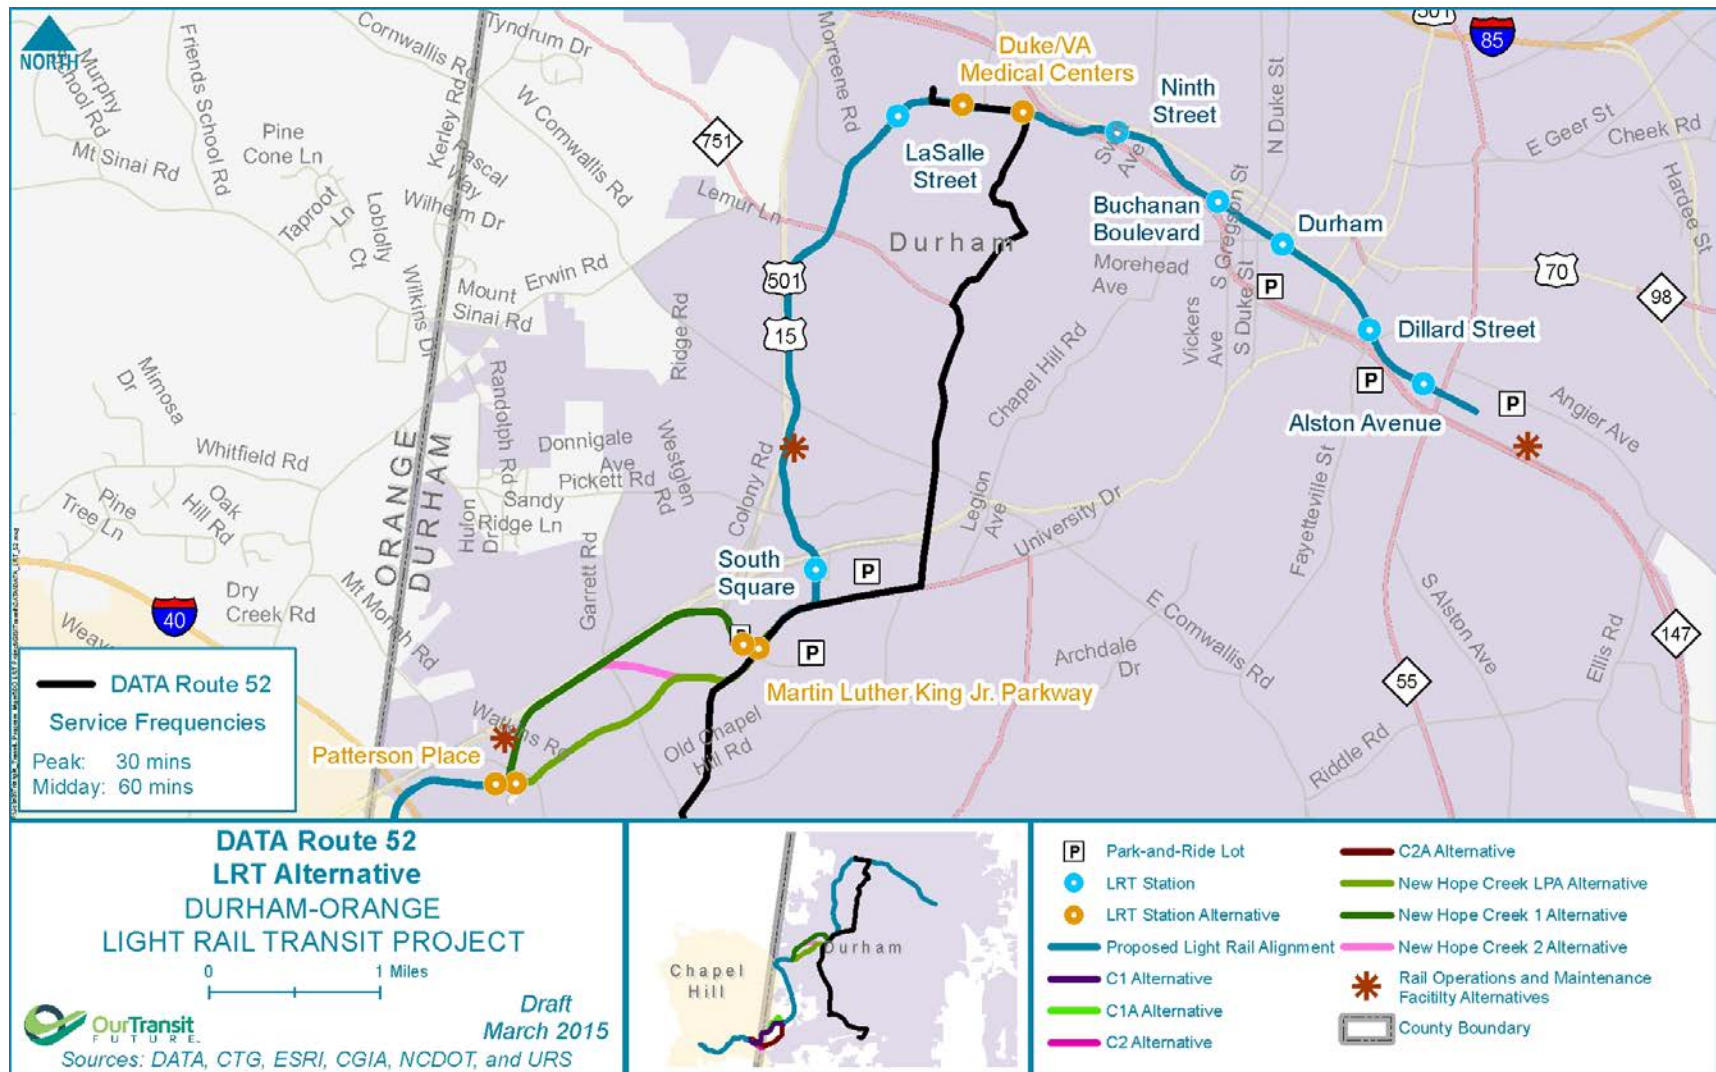 NORTH
Murphy
School Rd
Friends School Rd
Cornwallis Rd
Tyndrum Dr
Kerley Rd
W Cornwallis Rd
Pascal
Way
Wilhelm Dr
Pine
Cone Ln
Mt Sinai Rd
Taproot
Ln
Loblolly
Ct
Wilkins Dr
Mount
Sinai Rd
Erwin Rd
Morreene Rd
751
Lemur Ln
Duke/VA
Medical Centers
Ninth
Street
LaSalle
Street
Buchanan
Boulevard
Durham
Durham
501
85
N Duke St
E Geer St
Cheek Rd
Hardee St
S Gregson St
S Duke St
Morehead
Ave
Vickers
Ave
P
70
98
501
15
Ridge Rd
Chapel Hill Rd
Dillard Street
P
P
Alston Avenue
Angier Ave
Mimosa
Dr
Whitfield Rd
Pine
Tree Ln
Oak
Hill Rd
Dry
Creek Rd
ORANGE
DURHAM
Randolph Rd
Donnigale
Ave
Pickett Rd
Sandy
Ridge Ln
Hulon
Dr
Westglen
Rd
Colony Rd
Garrett Rd
South
Square
P
Legion
Ave
University Dr
Fayetteville St
S Alston Ave
E Cornwallis Rd
Archdale
Dr
Ellis Rd
147
55
Riddle Rd
40
Mt Moriah Rd
P
P
Martin Luther King Jr. Parkway
Old Chapel
Hill Rd
Watkins Rd
Patterson Place
DATA Route 52
Service Frequencies
Peak: 30 mins
Midday: 60 mins
DATA Route 52
LRT Alternative
DURHAM-ORANGE
LIGHT RAIL TRANSIT PROJECT
0 1 Miles
Draft
March 2015
OurTransit
FUTURE
Sources: DATA, CTG, ESRI, CGIA, NCDOT, and URS
Chapel
Hill
Durham
P Park-and-Ride Lot
LRT Station
LRT Station Alternative
Proposed Light Rail Alignment
C1 Alternative
C1A Alternative
C2 Alternative
C2A Alternative
New Hope Creek LPA Alternative
New Hope Creek 1 Alternative
New Hope Creek 2 Alternative
Rail Operations and Maintenance
Facility Alternatives
County Boundary